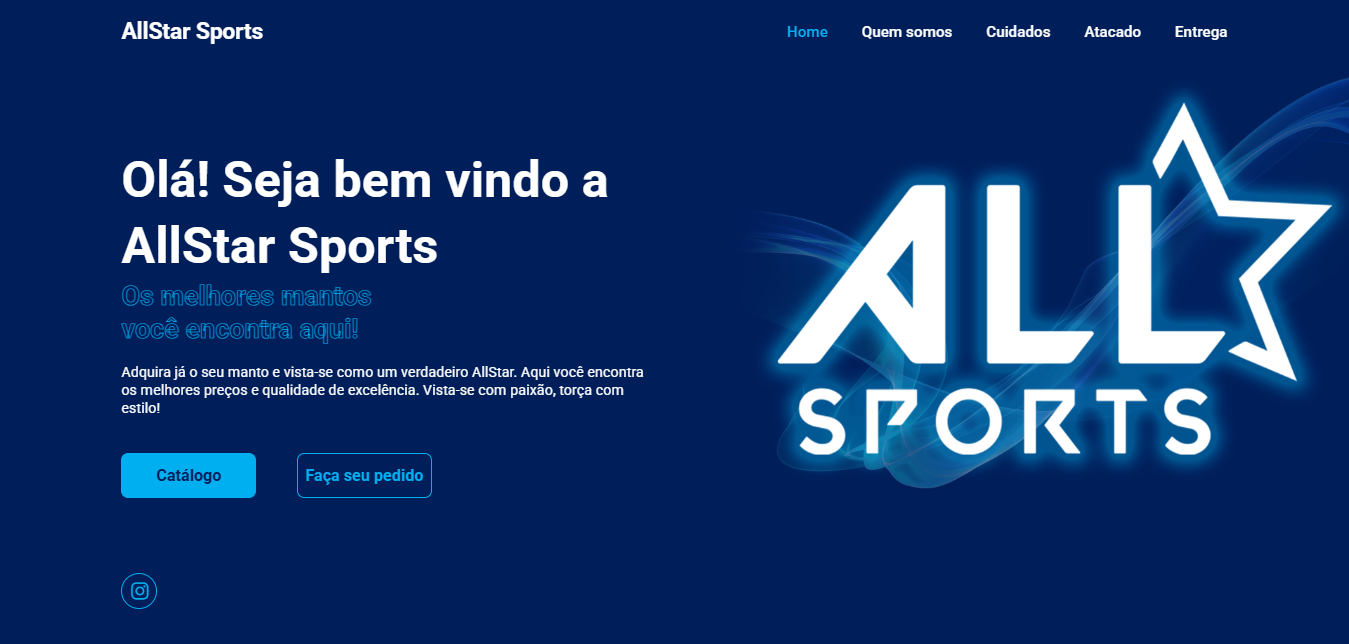 AllStar Sports
Home Quem somos Cuidados Atacado Entrega
Olá! Seja bem vindo a
AllStar Sports
Os melhores mantos
você encontra aqui!
Adquira já o seu manto e vista-se como um verdadeiro AllStar. Aqui você encontra
os melhores preços e qualidade de excelência. Vista-se com paixão, torça com
estilo!
Catálogo Faça seu pedido
ALL
SPORTS